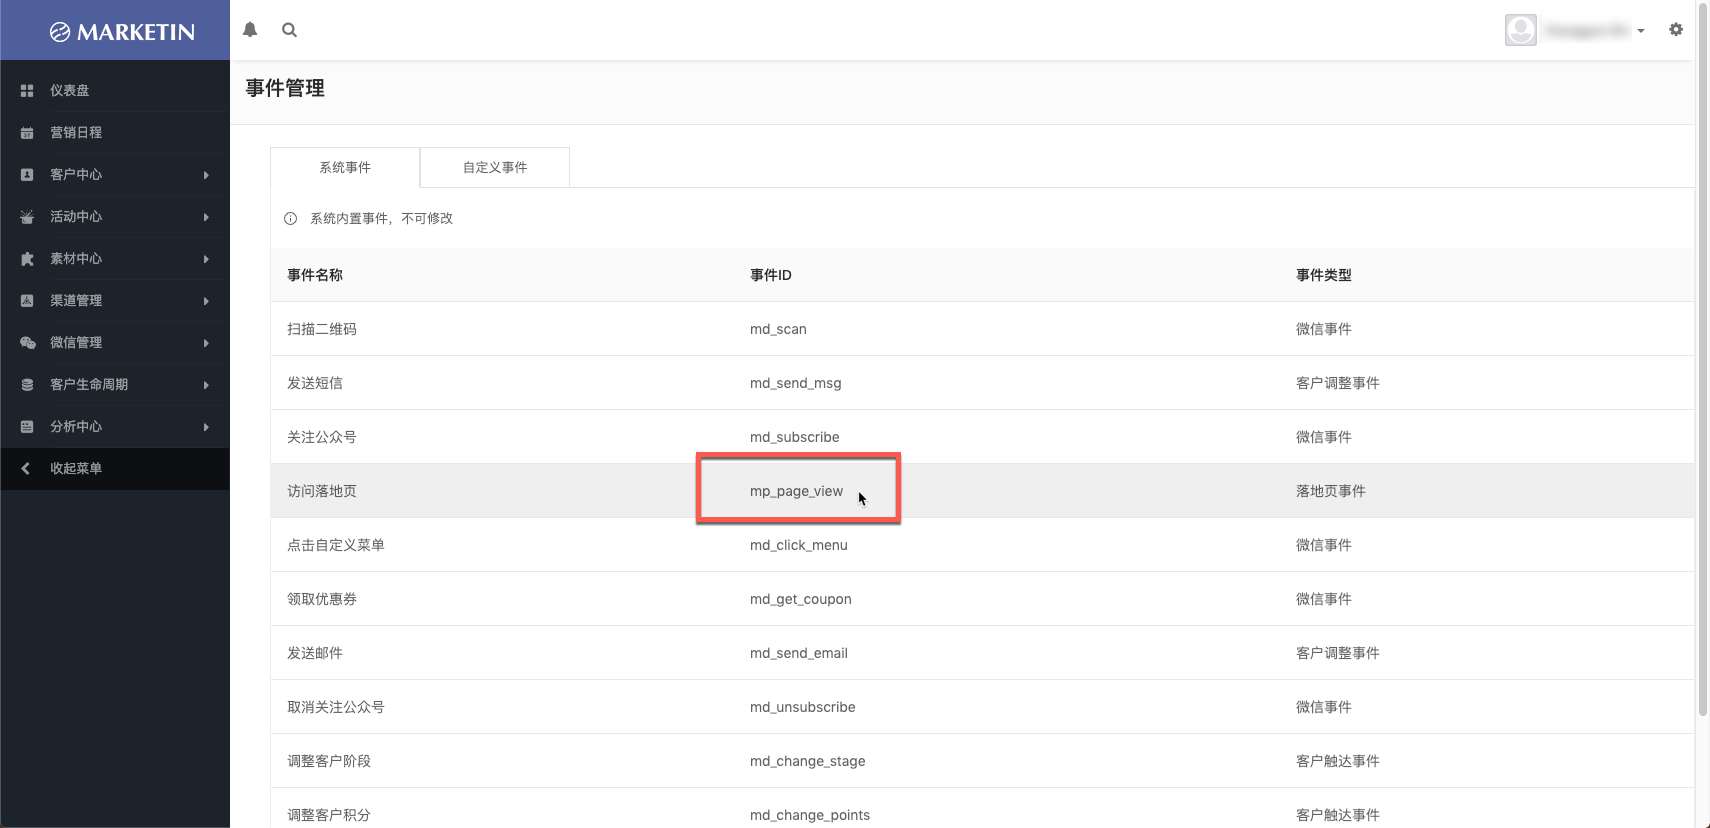 MARKETIN
仪表盘
营销日程
客户中心
活动中心
素材中心
渠道管理
微信管理
客户生命周期
分析中心
收起菜单
事件管理
系统事件 自定义事件
系统内置事件，不可修改
事件名称 事件ID 事件类型
扫描二维码 md_scan 微信事件
发送短信 md_send_msg 客户调整事件
关注公众号 md_subscribe 微信事件
访问落地页 mp_page_view 落地页事件
点击自定义菜单 md_click_menu 微信事件
领取优惠券 md_get_coupon 微信事件
发送邮件 md_send_email 客户调整事件
取消关注公众号 md_unsubscribe 微信事件
调整客户阶段 md_change_stage 客户触达事件
调整客户积分 md_change_points 客户触达事件